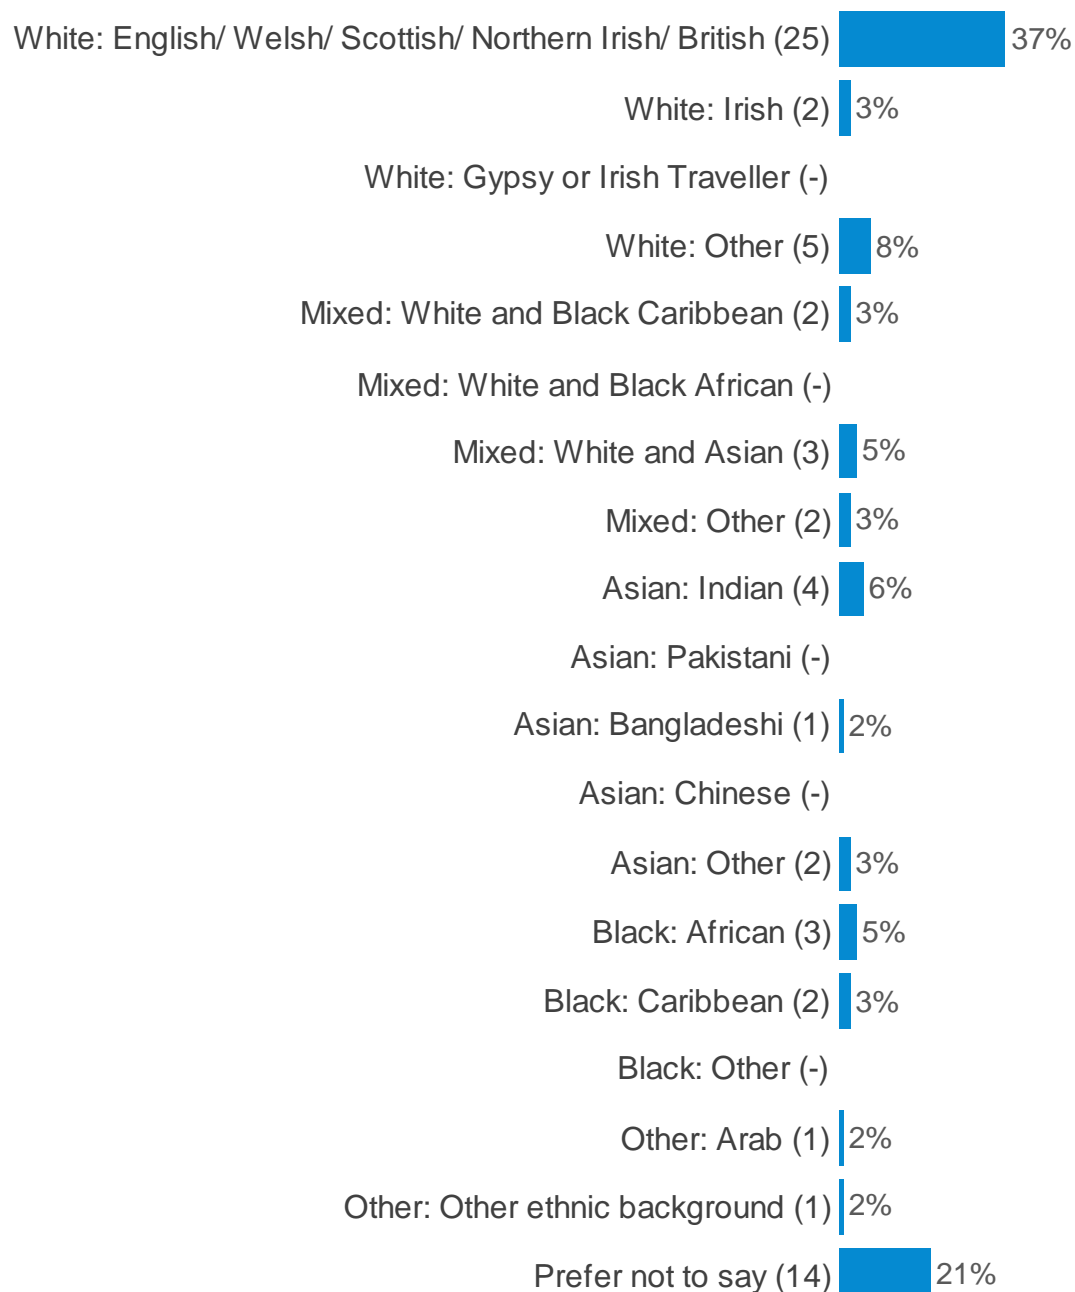 White: English/ Welsh/ Scottish/ Northern Irish/ British (25) 37%
White: Irish (2) 3%
White: Gypsy or Irish Traveller (-)
White: Other (5) 8%
Mixed: White and Black Caribbean (2) 3%
Mixed: White and Black African (-)
Mixed: White and Asian (3) 5%
Mixed: Other (2) 3%
Asian: Indian (4) 6%
Asian: Pakistani (-)
Asian: Bangladeshi (1) 2%
Asian: Chinese (-)
Asian: Other (2) 3%
Black: African (3) 5%
Black: Caribbean (2) 3%
Black: Other (-)
Other: Arab (1) 2%
Other: Other ethnic background (1) 2%
Prefer not to say (14) 21%